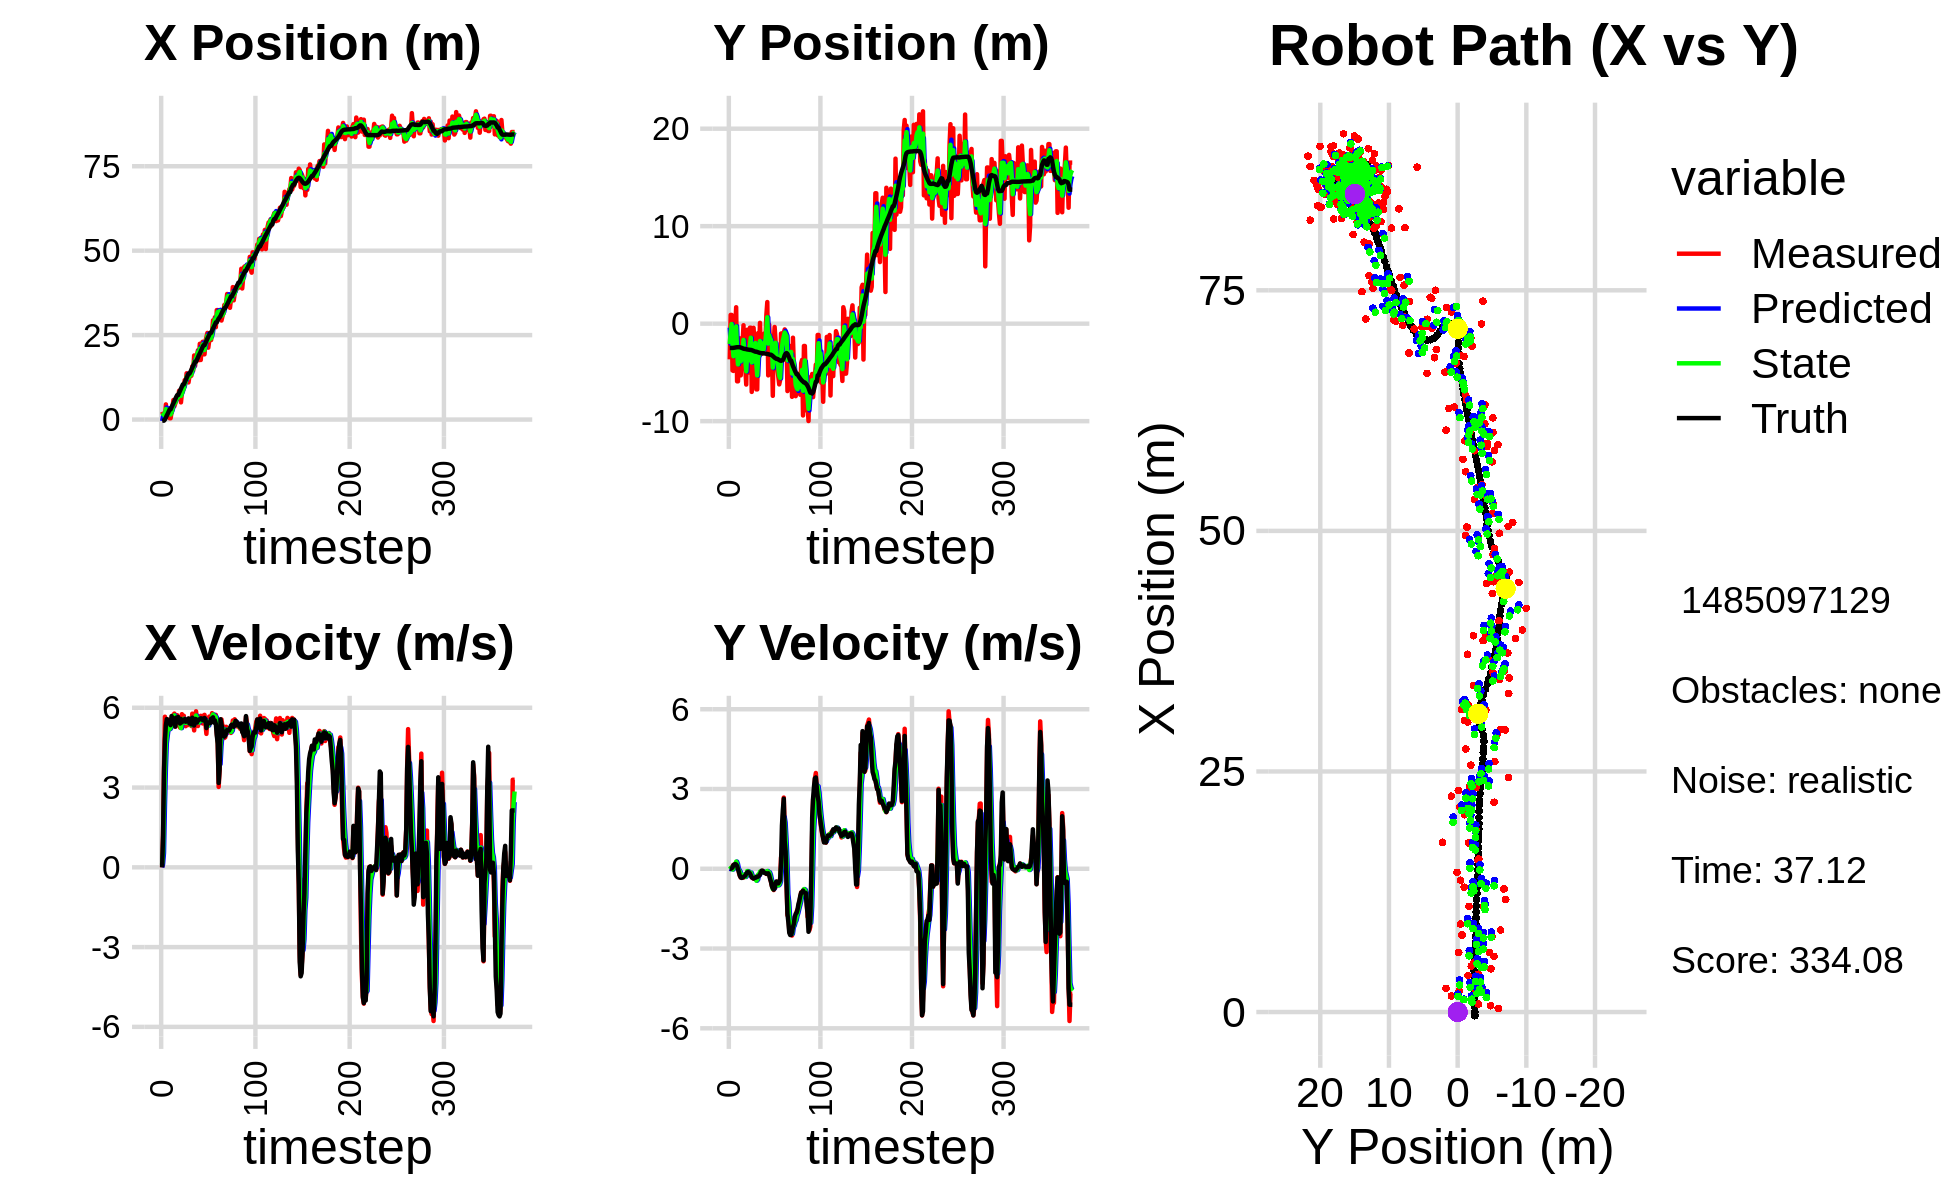 X Position (m)
75
50
25
0
0 100 200 300
timestep
Y Position (m)
20
10
0
-10
0 100 200 300
timestep
X Velocity (m/s)
6
3
0
-3
-6
0 100 200 300
timestep
Y Velocity (m/s)
6
3
0
-3
-6
0 100 200 300
timestep
Robot Path (X vs Y)
X Position (m)
75
50
25
0
20 10 0 -10 -20
Y Position (m)
variable
Measured
Predicted
State
Truth
1485097129
Obstacles: none
Noise: realistic
Time: 37.12
Score: 334.08